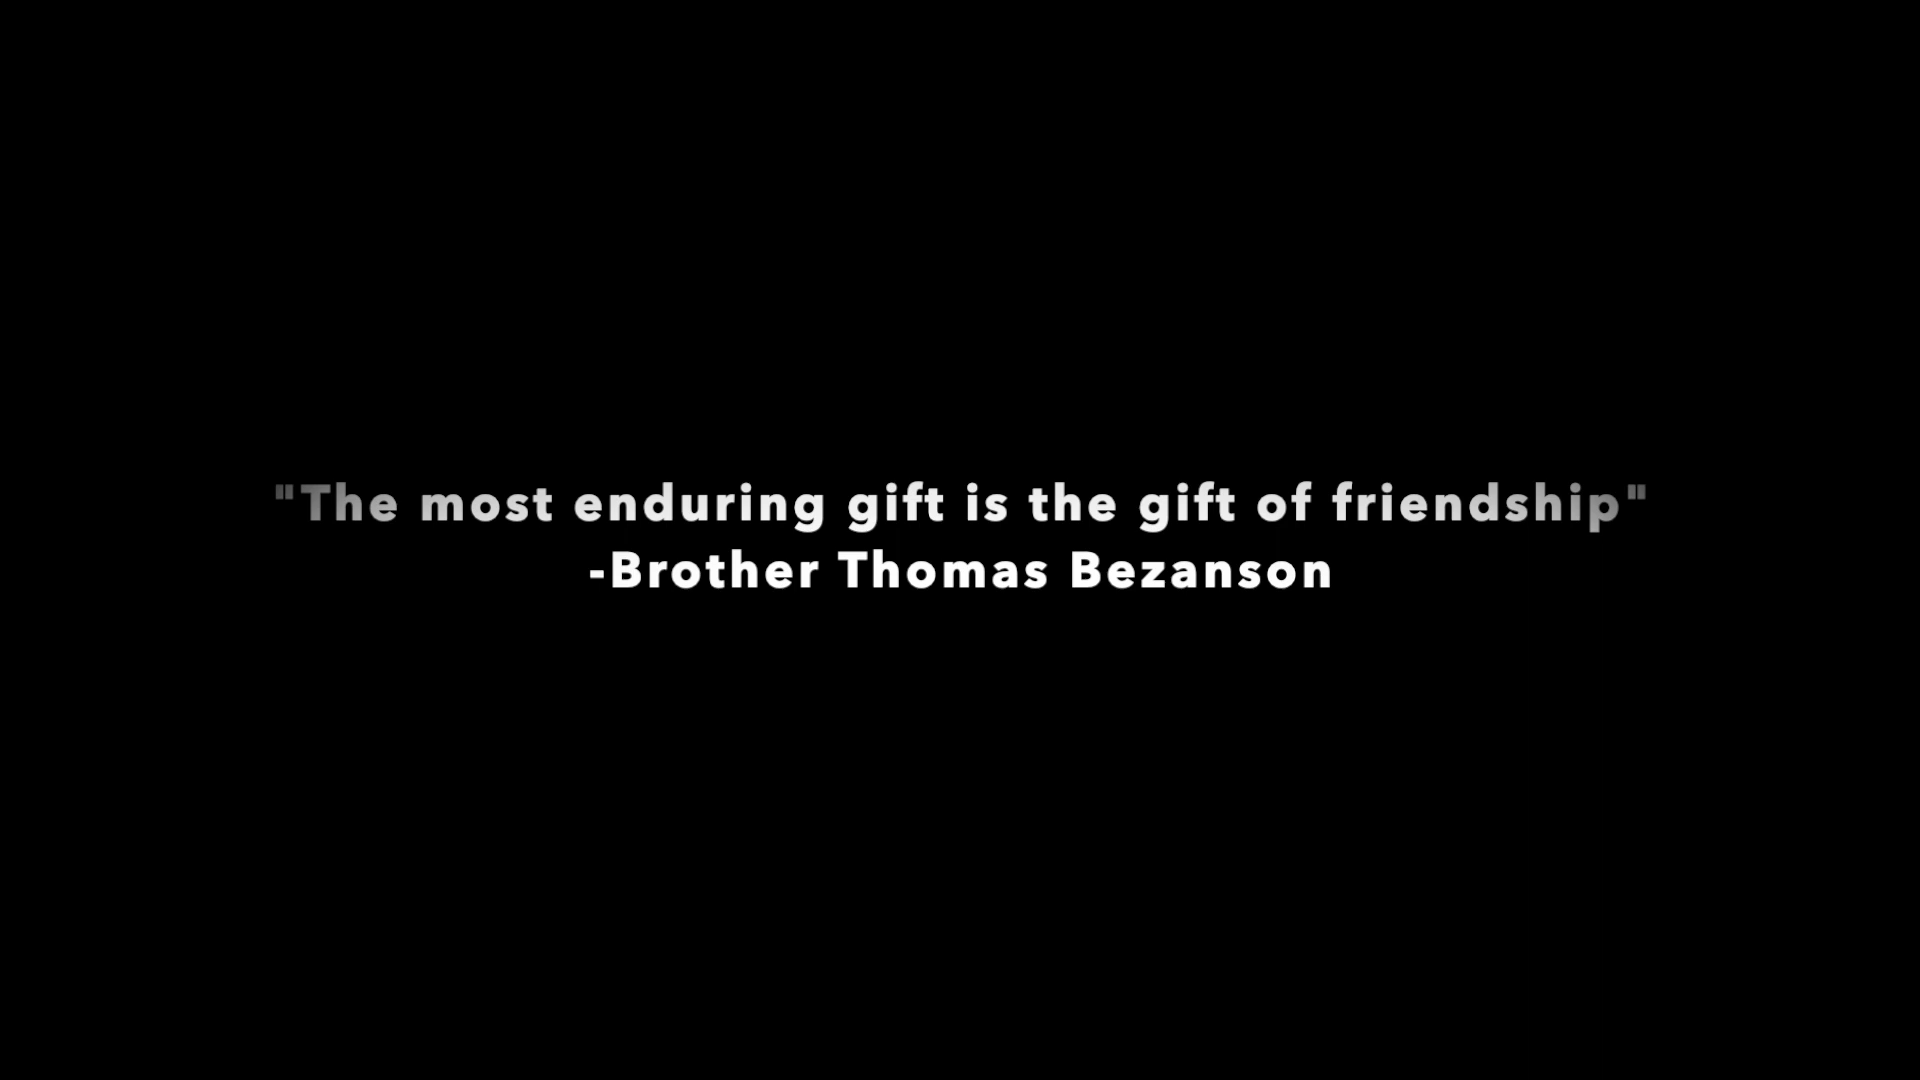 "The most enduring gift is the gift of friendship"
-Brother Thomas Bezanson